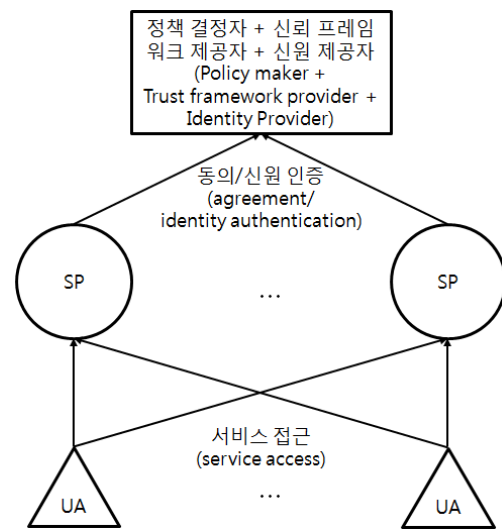 정책 결정자 + 신뢰 프레임
워크 제공자 + 신원 제공자
(Policy maker +
Trust framework provider +
Identity Provider)
동의/신원 인증
(agreement/
identity authentication)
SP
...
SP
서비스 접근
(service access)
UA
...
UA